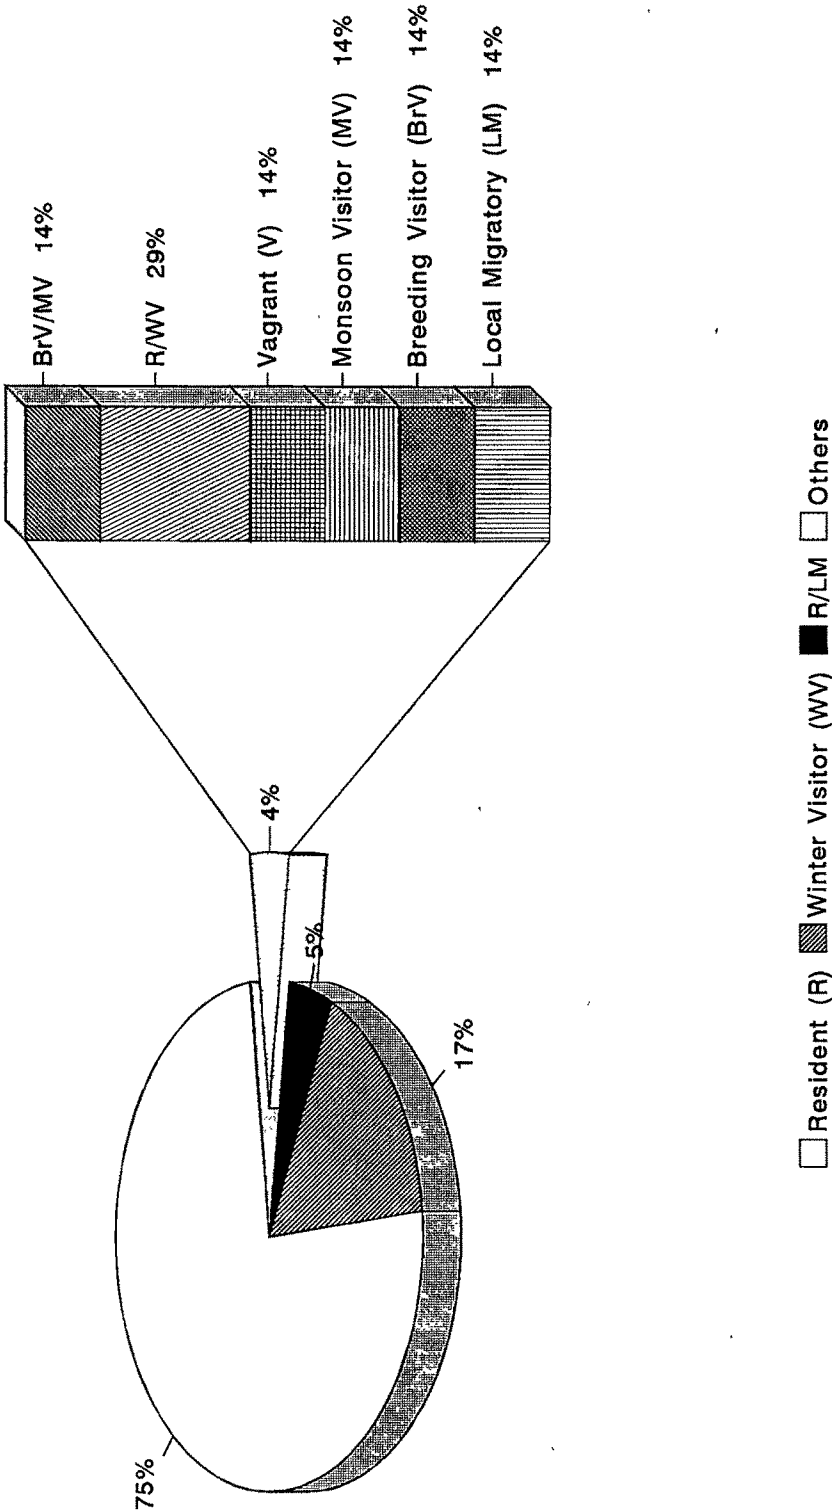 75%
17%
5%
4%
BrV/MV 14%
R/WV 29%
Vagrant (V) 14%
Monsoon Visitor (MV) 14%
Breeding Visitor (BrV) 14%
Local Migratory (LM) 14%
Resident (R) Winter Visitor (WV) R/LM Others